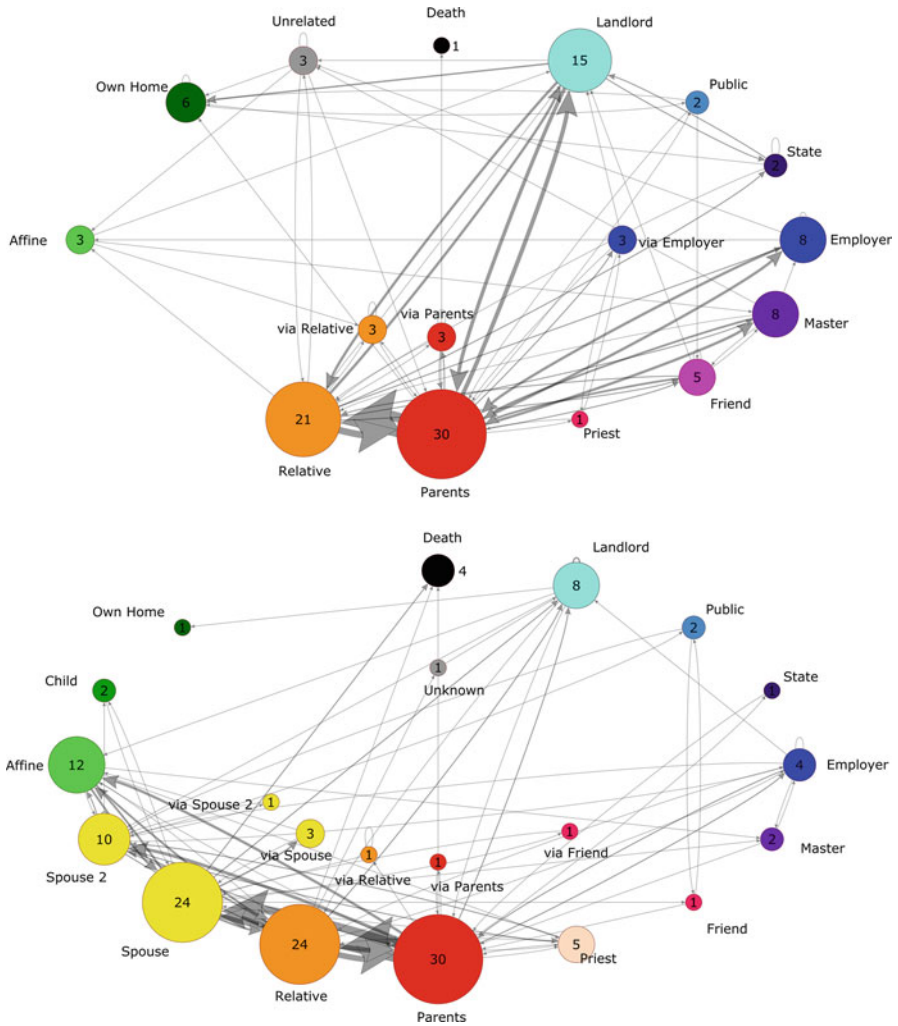 Death
Unrelated
Landlord
1
3
15
Own Home
Public
6
2
State
2
Affine
3
3
via Employer
8
Employer
via Relative
3
via Parents
3
8
Master
5
Friend
21
30
1
Priest
Relative
Parents
Death
Landlord
4
8
Own Home
1
Public
2
Child
2
1
Unknown
State
1
Affine
12
4
Employer
via Spouse 2
1
10
3
via Spouse
1
via Friend
2
Master
Spouse 2
1
via Relative
1
via Parents
24
1
Friend
Spouse
24
30
5
Priest
Relative
Parents